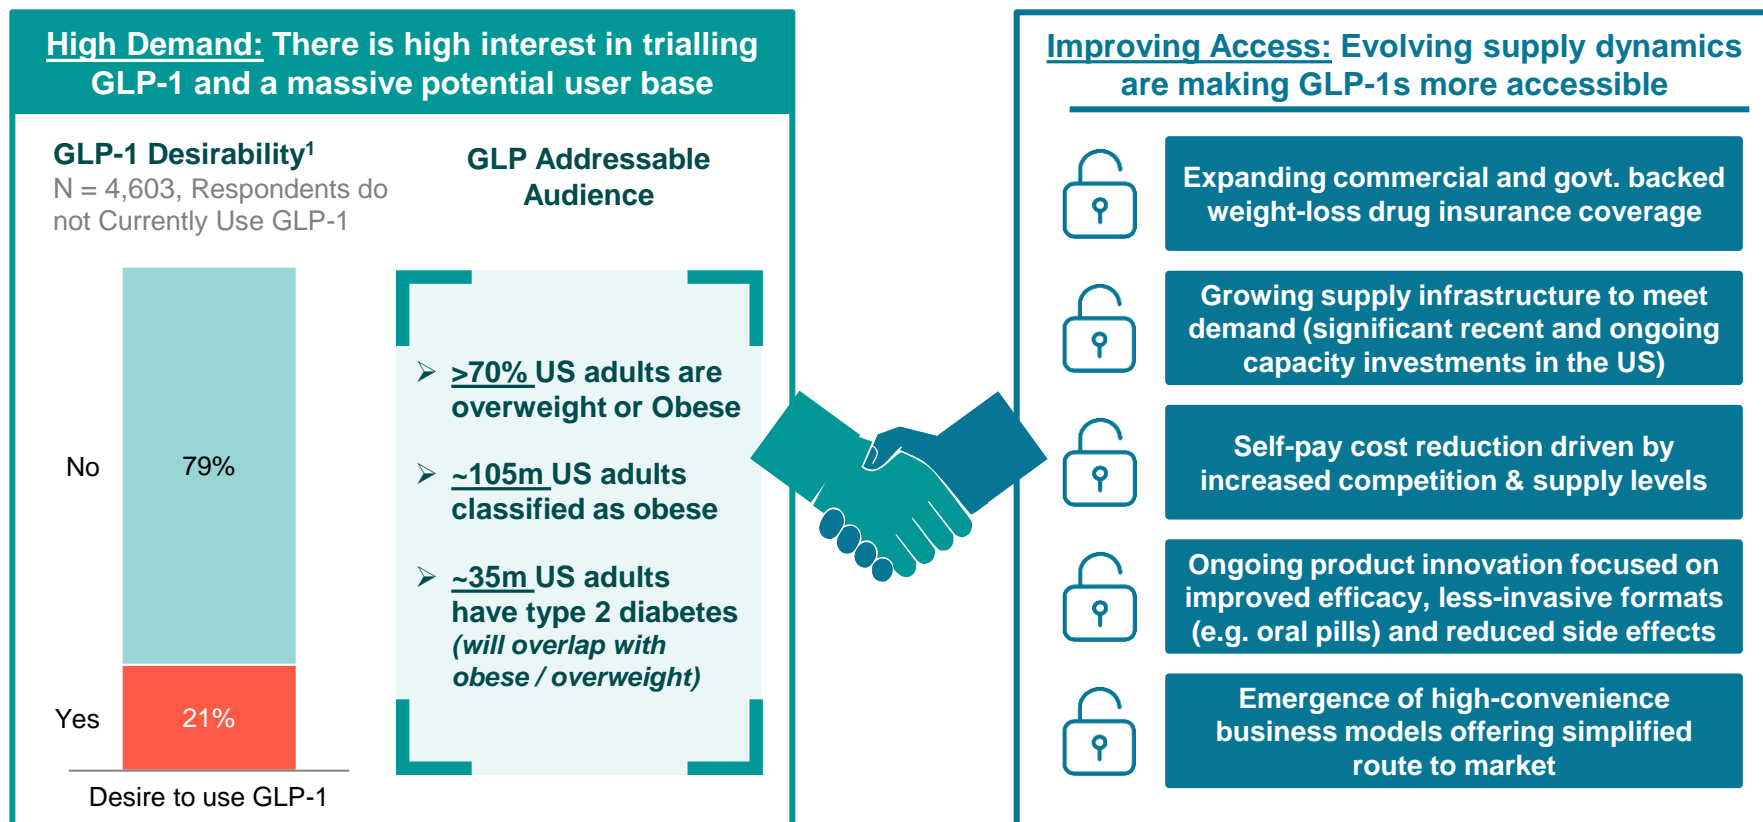 High Demand: There is high interest in trialling
GLP-1 and a massive potential user base
GLP-1 Desirability¹
N = 4,603, Respondents do
not Currently Use GLP-1
No
79%
Yes
21%
Desire to use GLP-1
GLP Addressable
Audience
➢ >70% US adults are
overweight or Obese
➢ ~105m US adults
classified as obese
➢ ~35m US adults
have type 2 diabetes
(will overlap with
obese / overweight)
Improving Access: Evolving supply dynamics
are making GLP-1s more accessible
Expanding commercial and govt. backed
weight-loss drug insurance coverage
Growing supply infrastructure to meet
demand (significant recent and ongoing
capacity investments in the US)
Self-pay cost reduction driven by
increased competition & supply levels
Ongoing product innovation focused on
improved efficacy, less-invasive formats
(e.g. oral pills) and reduced side effects
Emergence of high-convenience
business models offering simplified
route to market